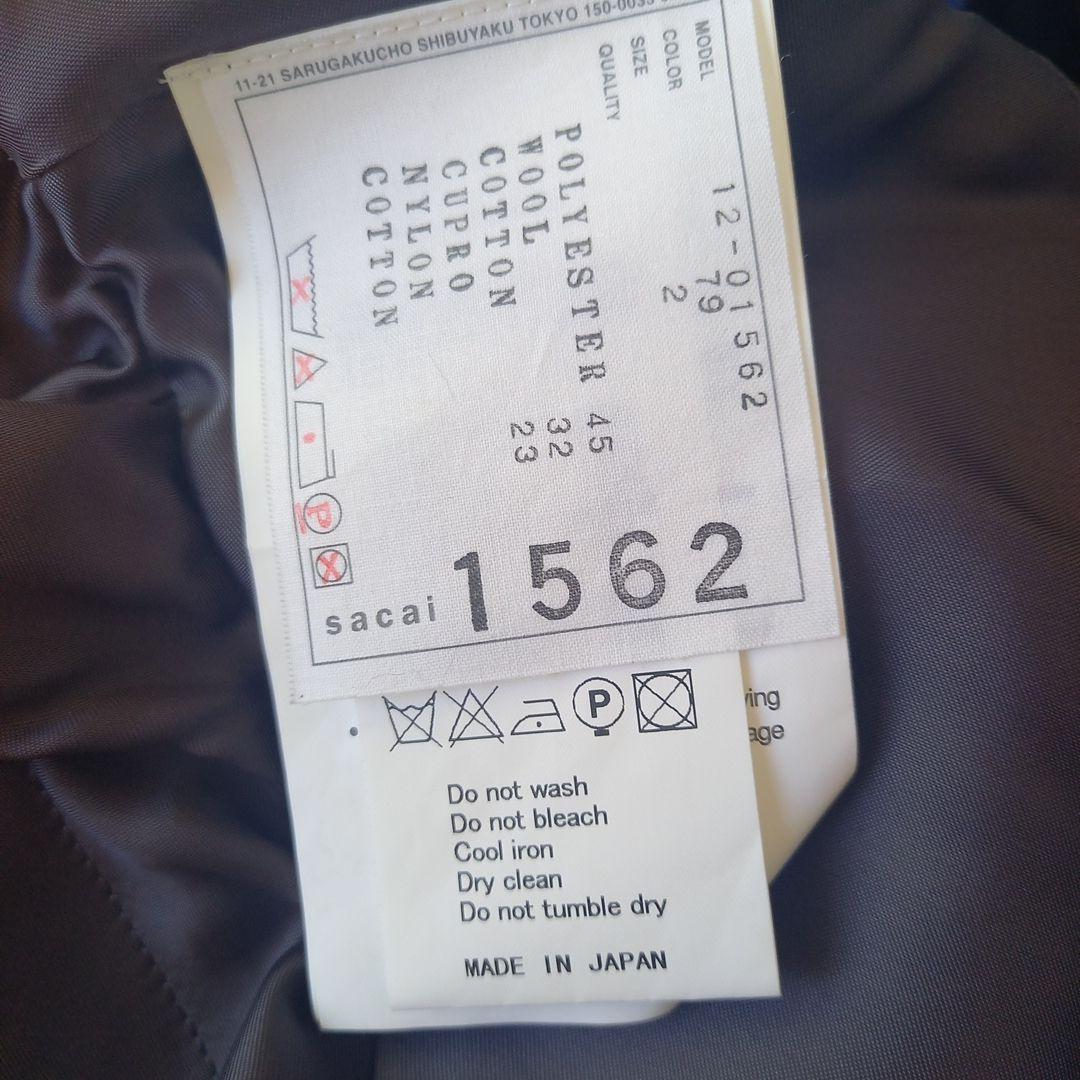 11-21 SARUGAKUCHO SHIBUYAKU TOKYO 150-0033
MODEL 12-01562
COLOR 79
SIZE 2
QUALITY
POLYESTER 45
WOOL 32
COTTON 23
CUPRO
NYLON
COTTON
P
sacai 1562
P
Do not wash
Do not bleach
Cool iron
Dry clean
Do not tumble dry
MADE IN JAPAN